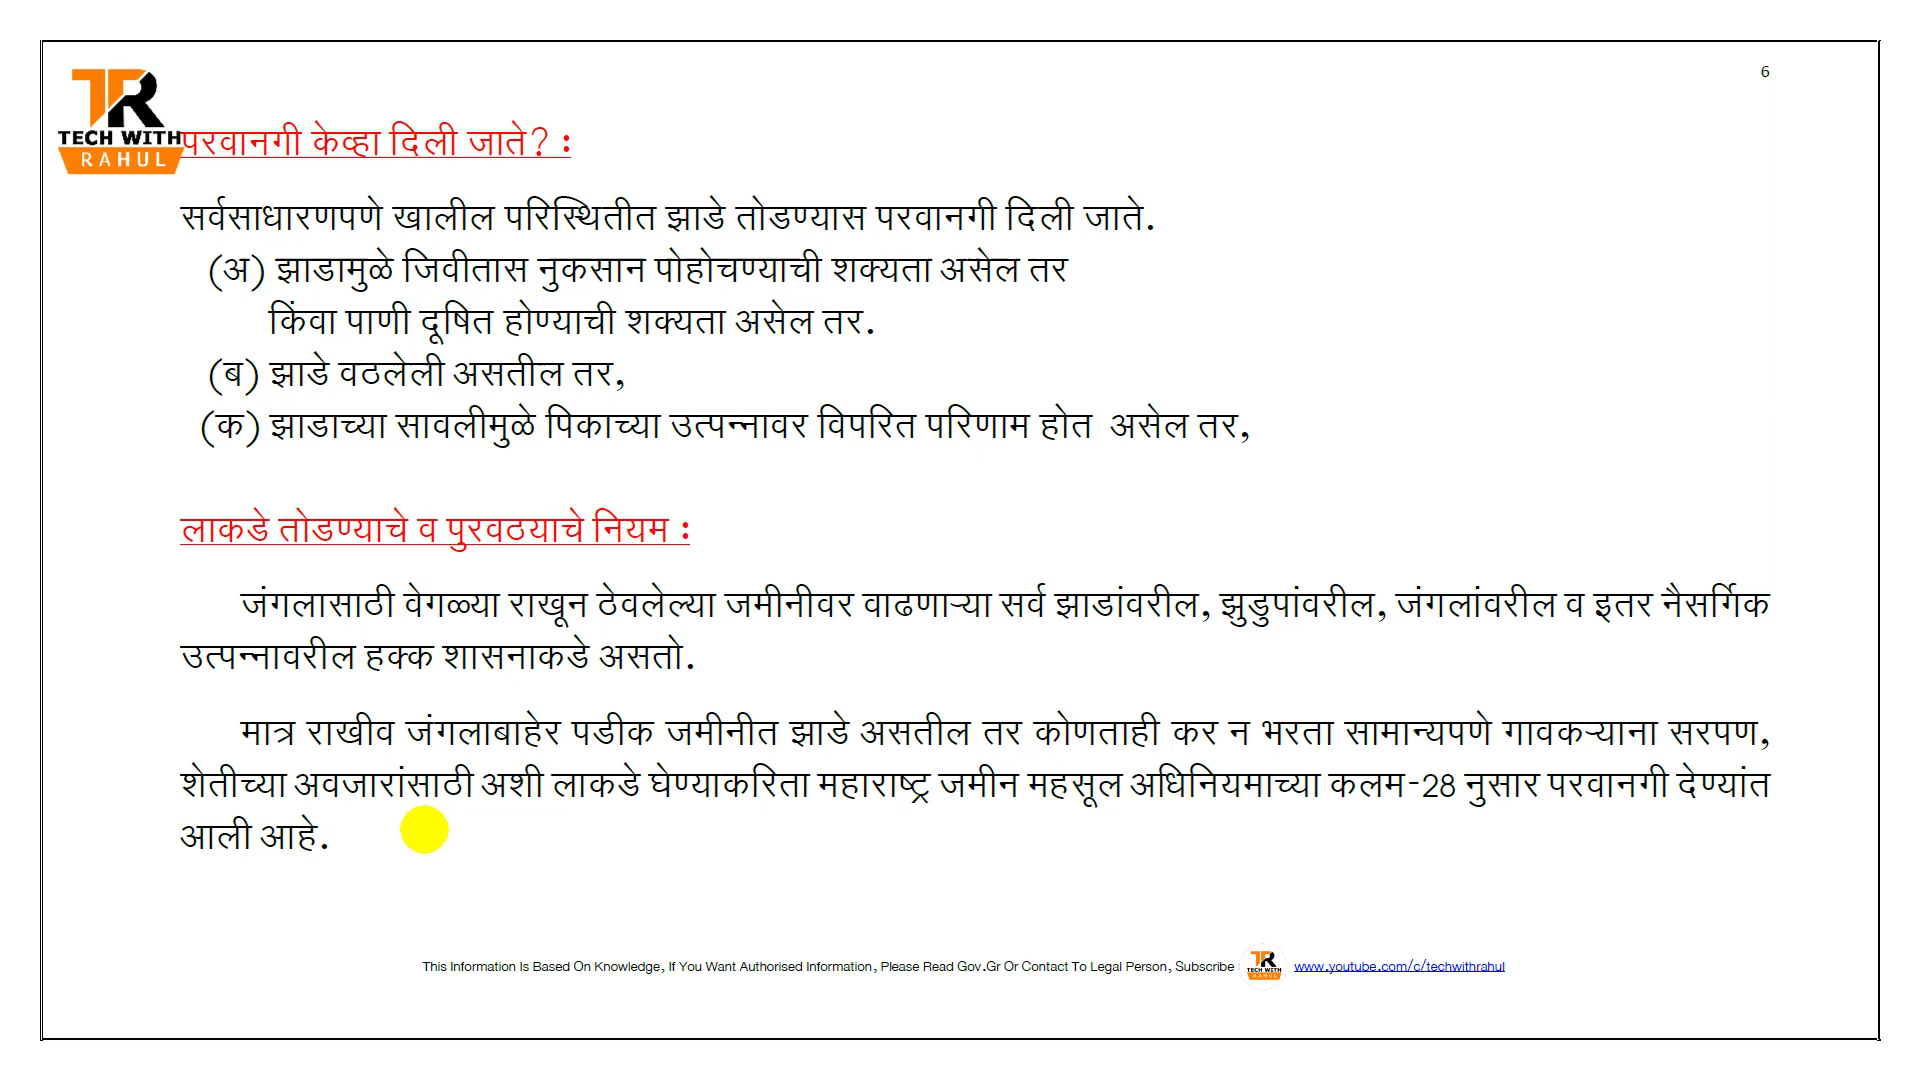 6
TECH WITH
RAHUL
परवानगी केव्हा दिली जाते? :
सर्वसाधारणपणे खालील परिस्थितीत झाडे तोडण्यास परवानगी दिली जाते.
(अ) झाडामुळे जिवीतास नुकसान पोहोचण्याची शक्यता असेल तर
किंवा पाणी दूषित होण्याची शक्यता असेल तर.
(ब) झाडे वठलेली असतील तर,
(क) झाडाच्या सावलीमुळे पिकाच्या उत्पन्नावर विपरित परिणाम होत असेल तर,
लाकडे तोडण्याचे व पुरवठयाचे नियम :
जंगलासाठी वेगळ्या राखून ठेवलेल्या जमीनीवर वाढणाऱ्या सर्व झाडांवरील, झुडुपांवरील, जंगलांवरील व इतर नैसर्गिक
उत्पन्नावरील हक्क शासनाकडे असतो.
मात्र राखीव जंगलाबाहेर पडीक जमीनीत झाडे असतील तर कोणताही कर न भरता सामान्यपणे गावकऱ्याना सरपण,
शेतीच्या अवजारांसाठी अशी लाकडे घेण्याकरिता महाराष्ट्र जमीन महसूल अधिनियमाच्या कलम-28 नुसार परवानगी देण्यांत
आली आहे.
This Information Is Based On Knowledge, If You Want Authorised Information, Please Read Gov.Gr Or Contact To Legal Person, Subscribe TECH WITH RAHUL www.youtube.com/c/techwithrahul